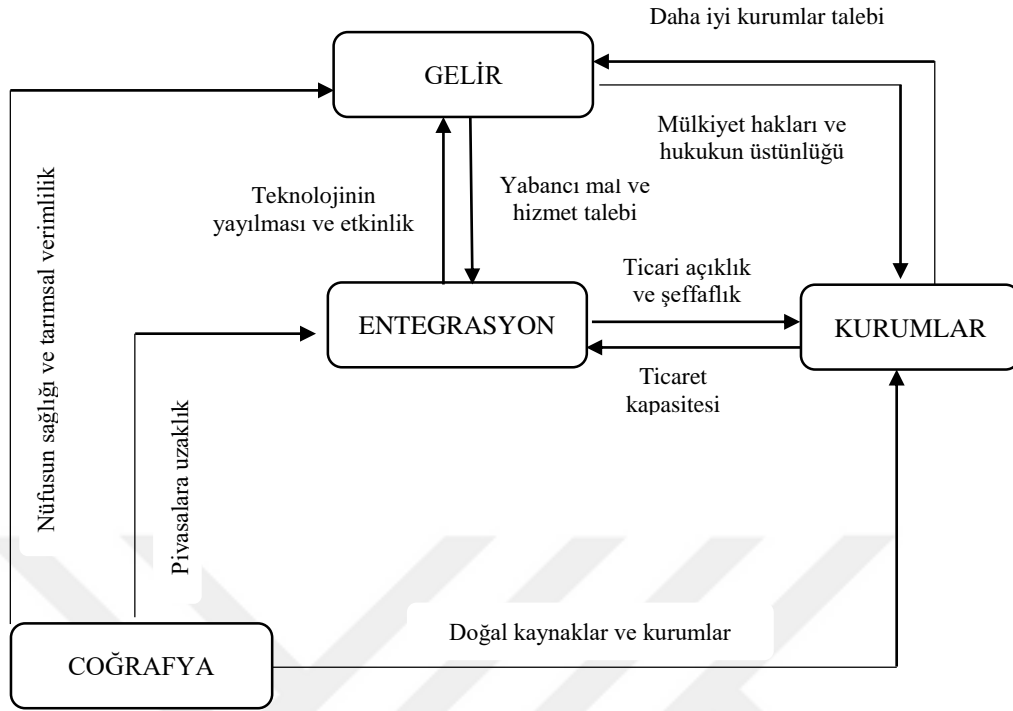 Daha iyi kurumlar talebi
GELİR
Mülkiyet hakları ve
hukukun üstünlüğü
Teknolojinin
yayılması ve etkinlik
Yabancı mal ve
hizmet talebi
Ticari açıklık
ve şeffaflık
ENTEGRASYON
KURUMLAR
Ticaret
kapasitesi
Nüfusun sağlığı ve tarımsal verimlilik
Piyasalara uzaklık
Doğal kaynaklar ve kurumlar
COĞRAFYA